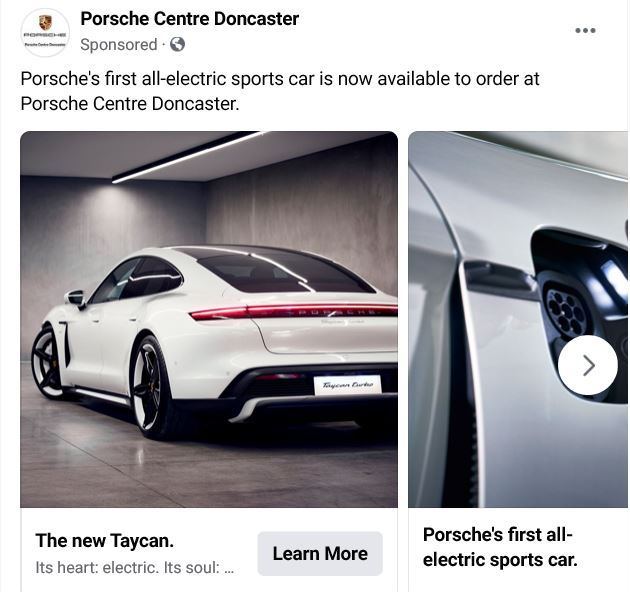 Porsche Centre Doncaster
Sponsored ·
PORSCHE
Porsche Centre Doncaster
Porsche's first all-electric sports car is now available to order at
Porsche Centre Doncaster.
PORSCHE
Taycan Turbo
The new Taycan.
Its heart: electric. Its soul: ...
Learn More
Porsche's first all-
electric sports car.